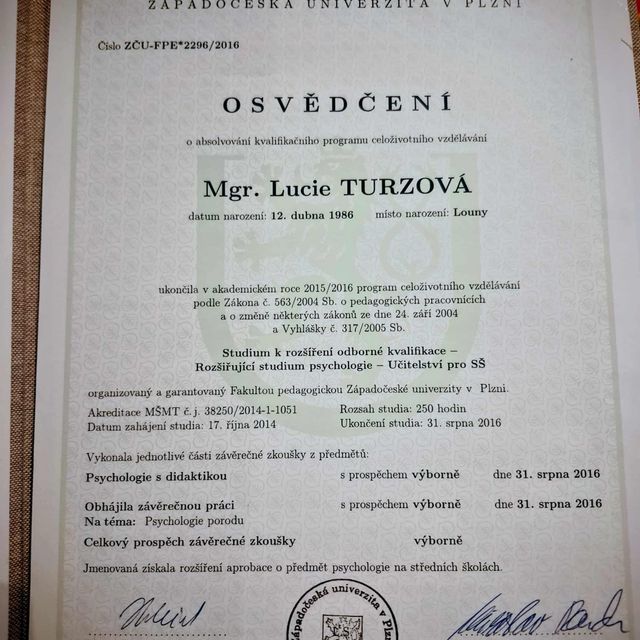 ZÁPADOČESKÁ UNIVERZITA V PLZNI
Číslo ZČU-FPE*2296/2016
OSVĚDČENÍ
o absolvování kvalifikačního programu celoživotního vzdělávání
Mgr. Lucie TURZOVÁ
datum narození: 12. dubna 1986 místo narození: Louny
ukončila v akademickém roce 2015/2016 program celoživotního vzdělávání
podle Zákona č. 563/2004 Sb. o pedagogických pracovnících
a o změně některých zákonů ze dne 24. září 2004
a Vyhlášky č. 317/2005 Sb.
Studium k rozšíření odborné kvalifikace –
Rozšiřující studium psychologie - Učitelství pro SŠ
organizovaný a garantovaný Fakultou pedagogickou Západočeské univerzity v Plzni.
Akreditace MŠMT č. j. 38250/2014-1-1051 Rozsah studia: 250 hodin
Datum zahájení studia: 17. října 2014 Ukončení studia: 31. srpna 2016
Vykonala jednotlivé části závěrečné zkoušky z předmětů:
Psychologie s didaktikou s prospěchem výborně dne 31. srpna 2016
Obhájila závěrečnou práci s prospěchem výborně dne 31. srpna 2016
Na téma: Psychologie porodu
Celkový prospěch závěrečné zkoušky výborně
Jmenovaná získala rozšíření aprobace o předmět psychologie na středních školách.
Západočeská univerzita v Plzni